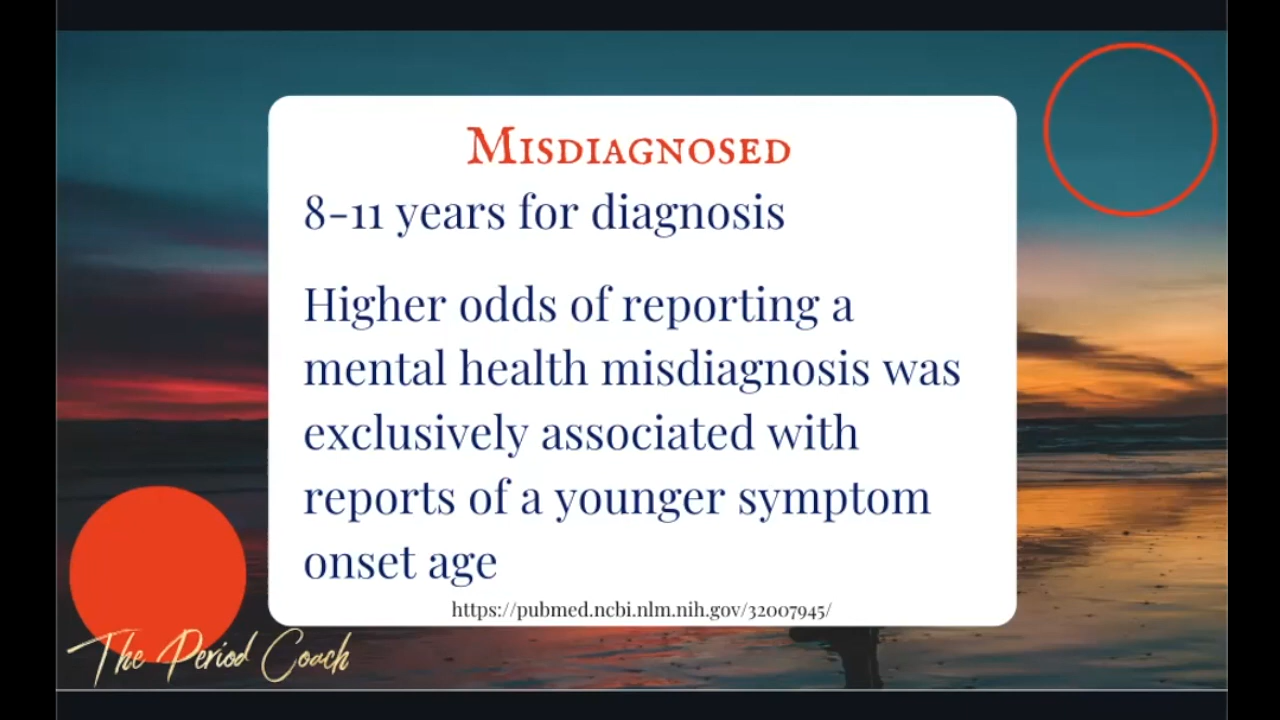 Misdiagnosed
8-11 years for diagnosis
Higher odds of reporting a
mental health misdiagnosis was
exclusively associated with
reports of a younger symptom
onset age
https://pubmed.ncbi.nlm.nih.gov/32007945/
The Period Coach